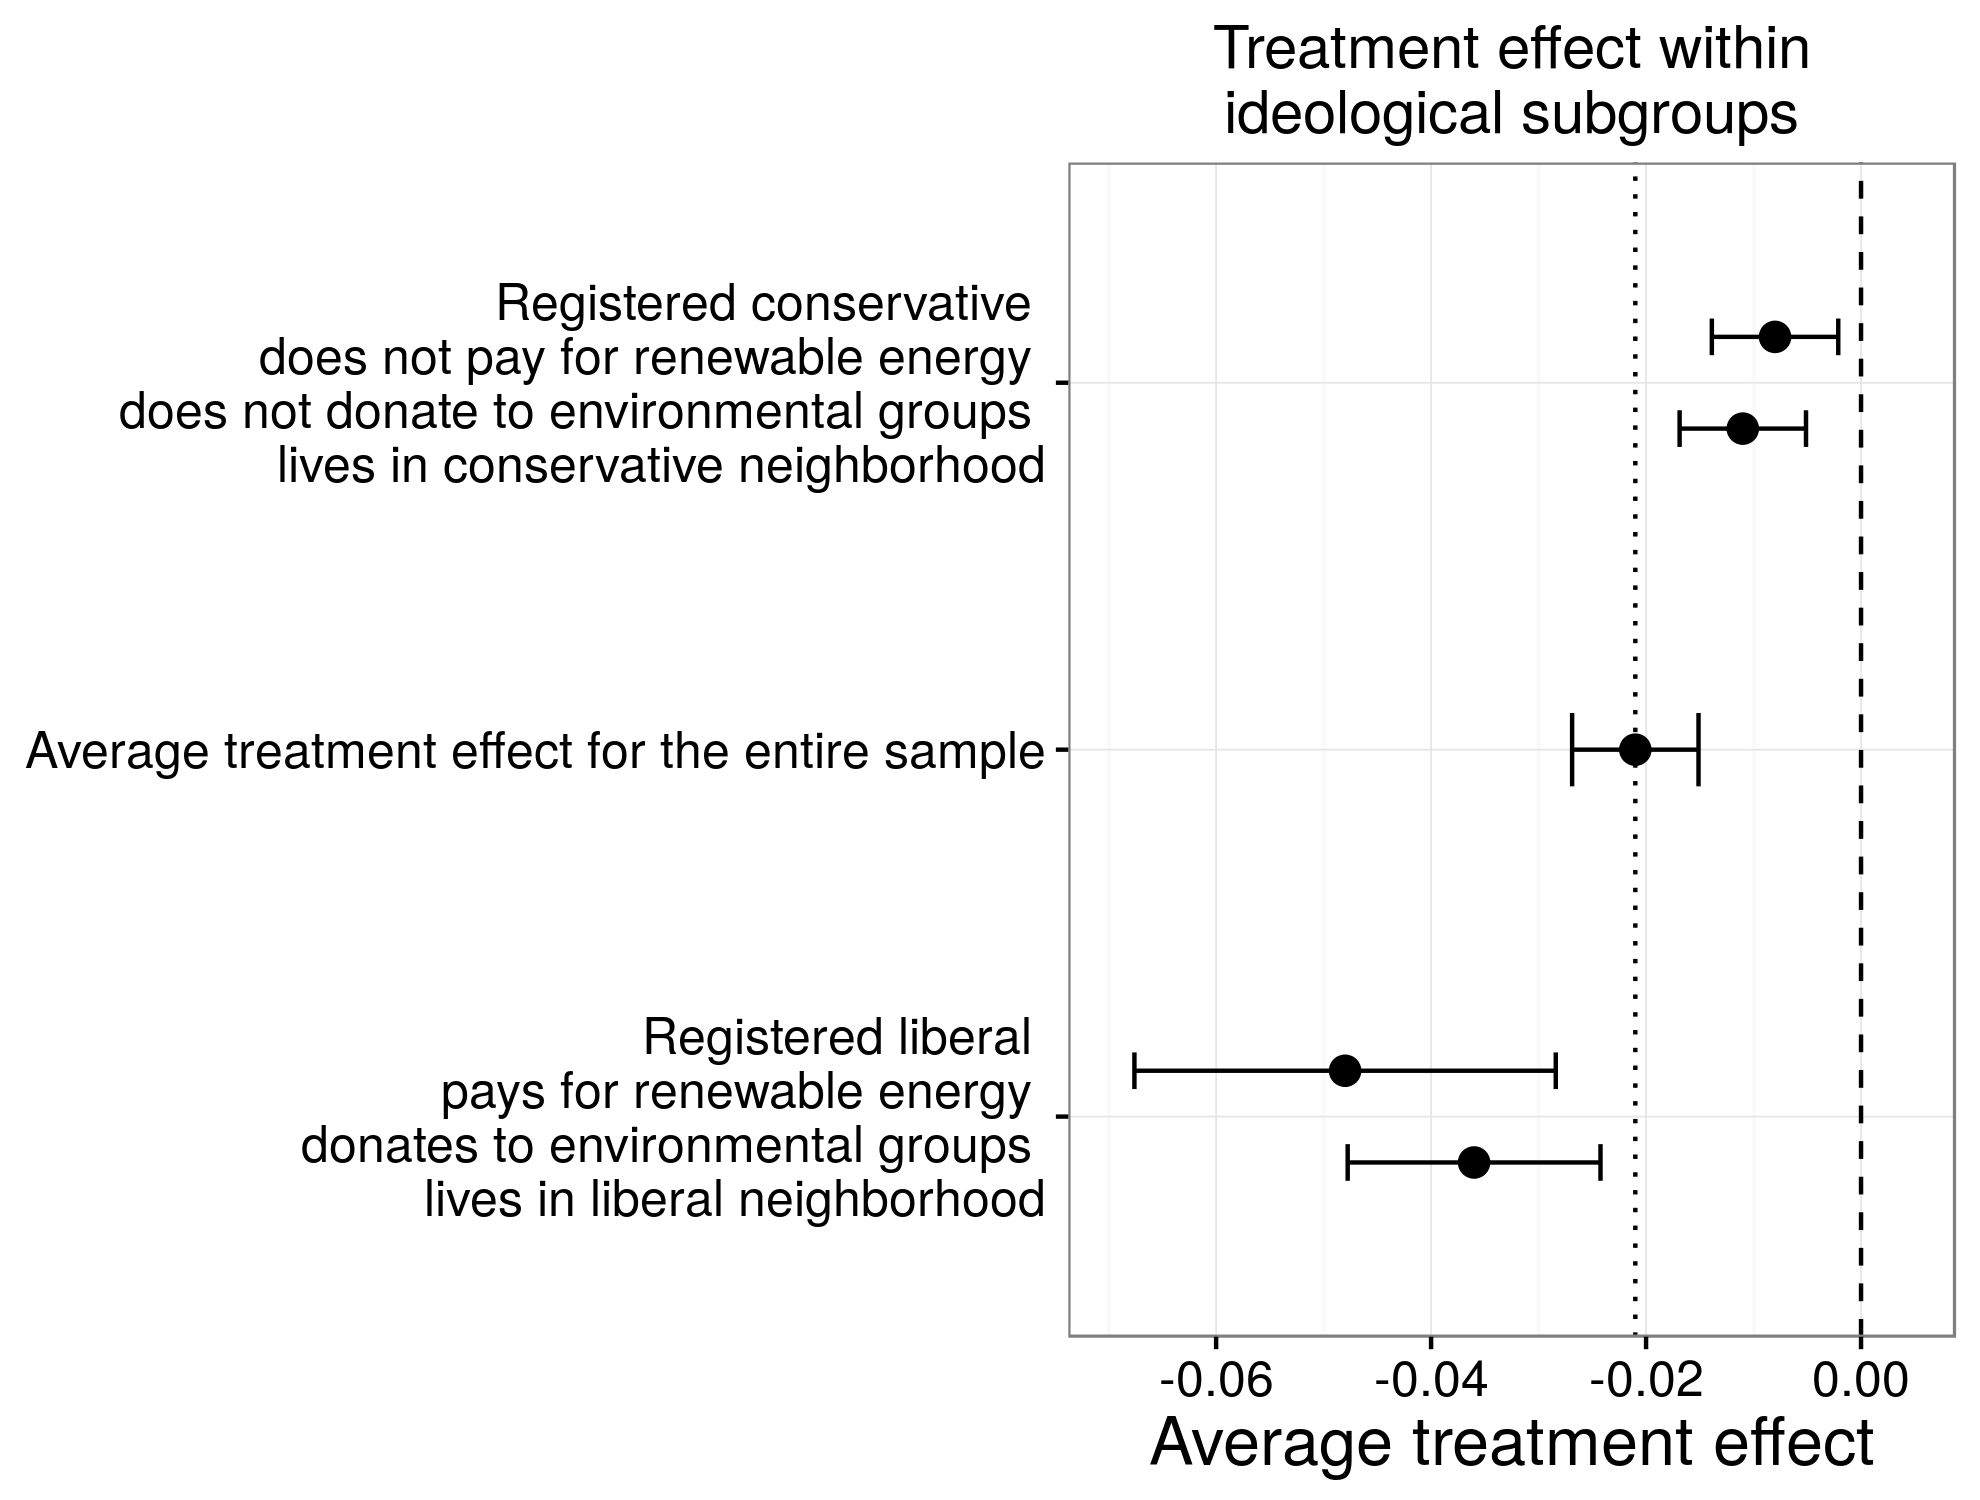 Treatment effect within
ideological subgroups
Registered conservative
does not pay for renewable energy
does not donate to environmental groups
lives in conservative neighborhood
Average treatment effect for the entire sample
Registered liberal
pays for renewable energy
donates to environmental groups
lives in liberal neighborhood
-0.06 -0.04 -0.02 0.00
Average treatment effect